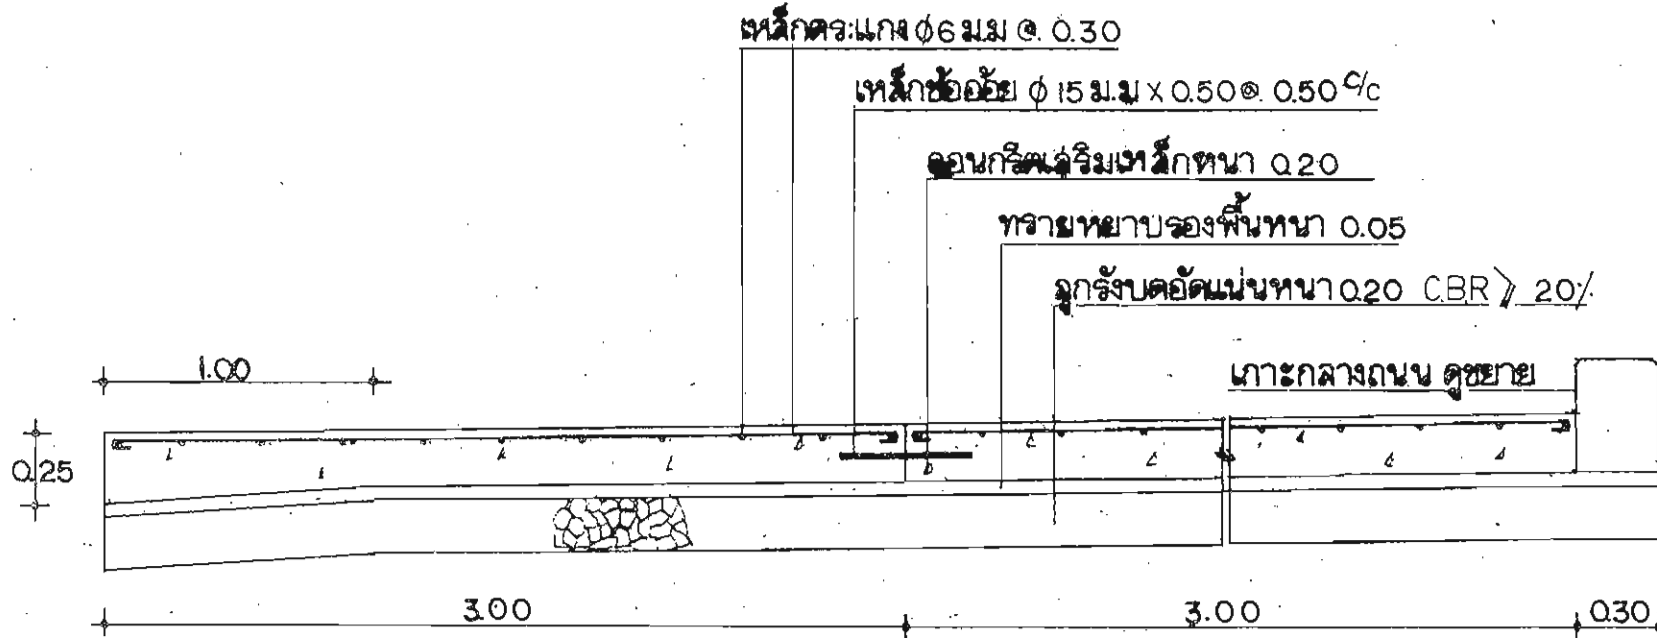 เหล็กตระแกง ф6 ม.ม @ 0.30
เหล็กข้ออ้อย ф 15 ม.ม x 0.50 @ 0.50 c/c
คอนกรีตเสริมเหล็กหนา 0.20
ทรายหยาบรองพื้นหนา 0.05
ลูกรังบดอัดแน่นหนา 0.20 C.B.R ⩾ 20%
1.00
เกาะกลางถนน ดูขยาย
0.25
3.00
3.00
0.30